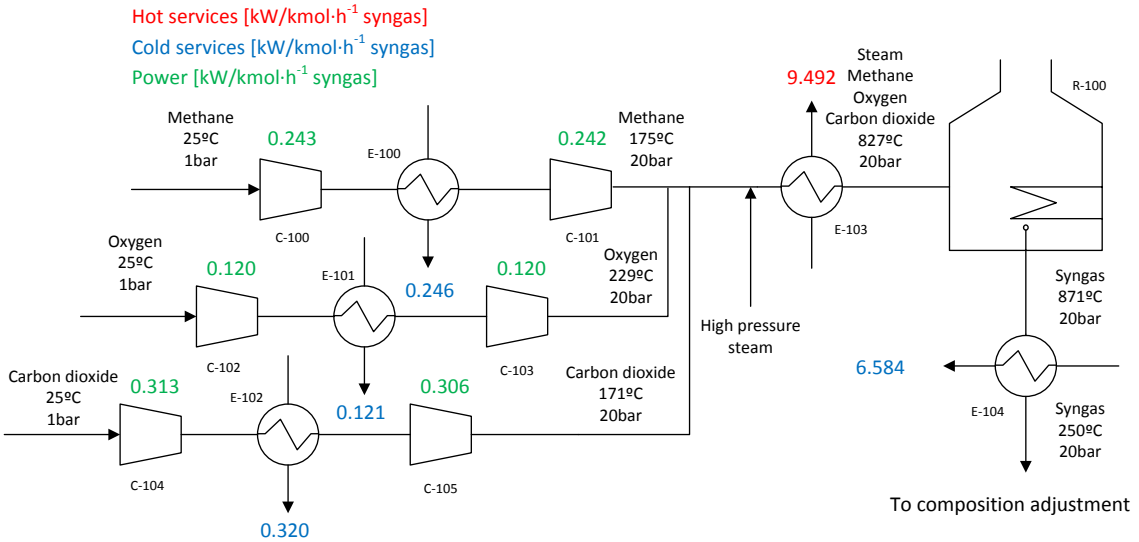 Hot services [kW/kmol·h⁻¹ syngas]
Cold services [kW/kmol·h⁻¹ syngas]
Power [kW/kmol·h⁻¹ syngas]
Methane
25ºC
1bar
0.243
C-100
E-100
0.246
0.242
C-101
Methane
175ºC
20bar
Oxygen
25ºC
1bar
0.120
C-102
E-101
0.121
0.120
C-103
Oxygen
229ºC
20bar
Carbon dioxide
25ºC
1bar
0.313
C-104
E-102
0.320
0.306
C-105
Carbon dioxide
171ºC
20bar
High pressure
steam
9.492
E-103
Steam
Methane
Oxygen
Carbon dioxide
827ºC
20bar
R-100
Syngas
871ºC
20bar
6.584
E-104
Syngas
250ºC
20bar
To composition adjustment